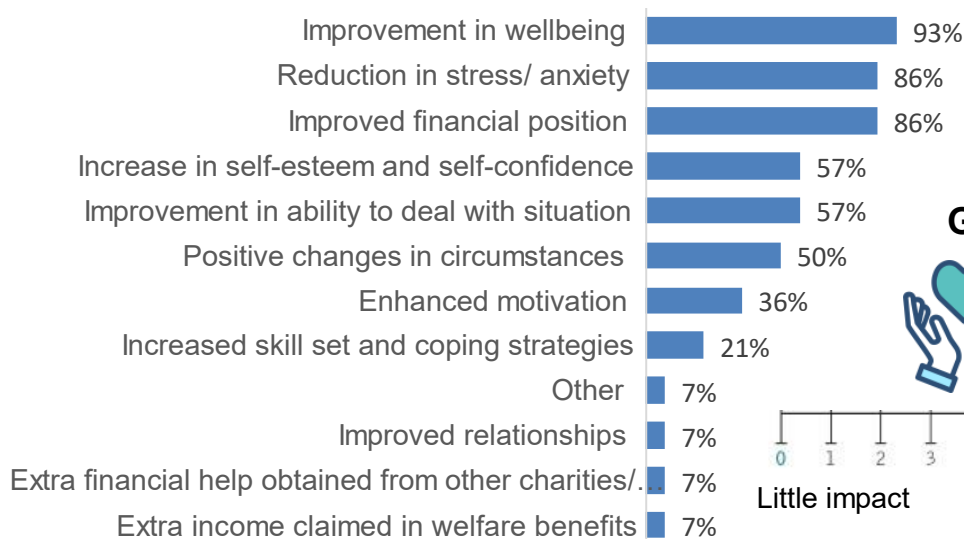 Improvement in wellbeing 93%
Reduction in stress/ anxiety 86%
Improved financial position 86%
Increase in self-esteem and self-confidence 57%
Improvement in ability to deal with situation 57%
G
Positive changes in circumstances 50%
Enhanced motivation 36%
Increased skill set and coping strategies 21%
Other 7%
Improved relationships 7%
0 1 2 3
Extra financial help obtained from other charities/… 7%
Little impact
Extra income claimed in welfare benefits 7%